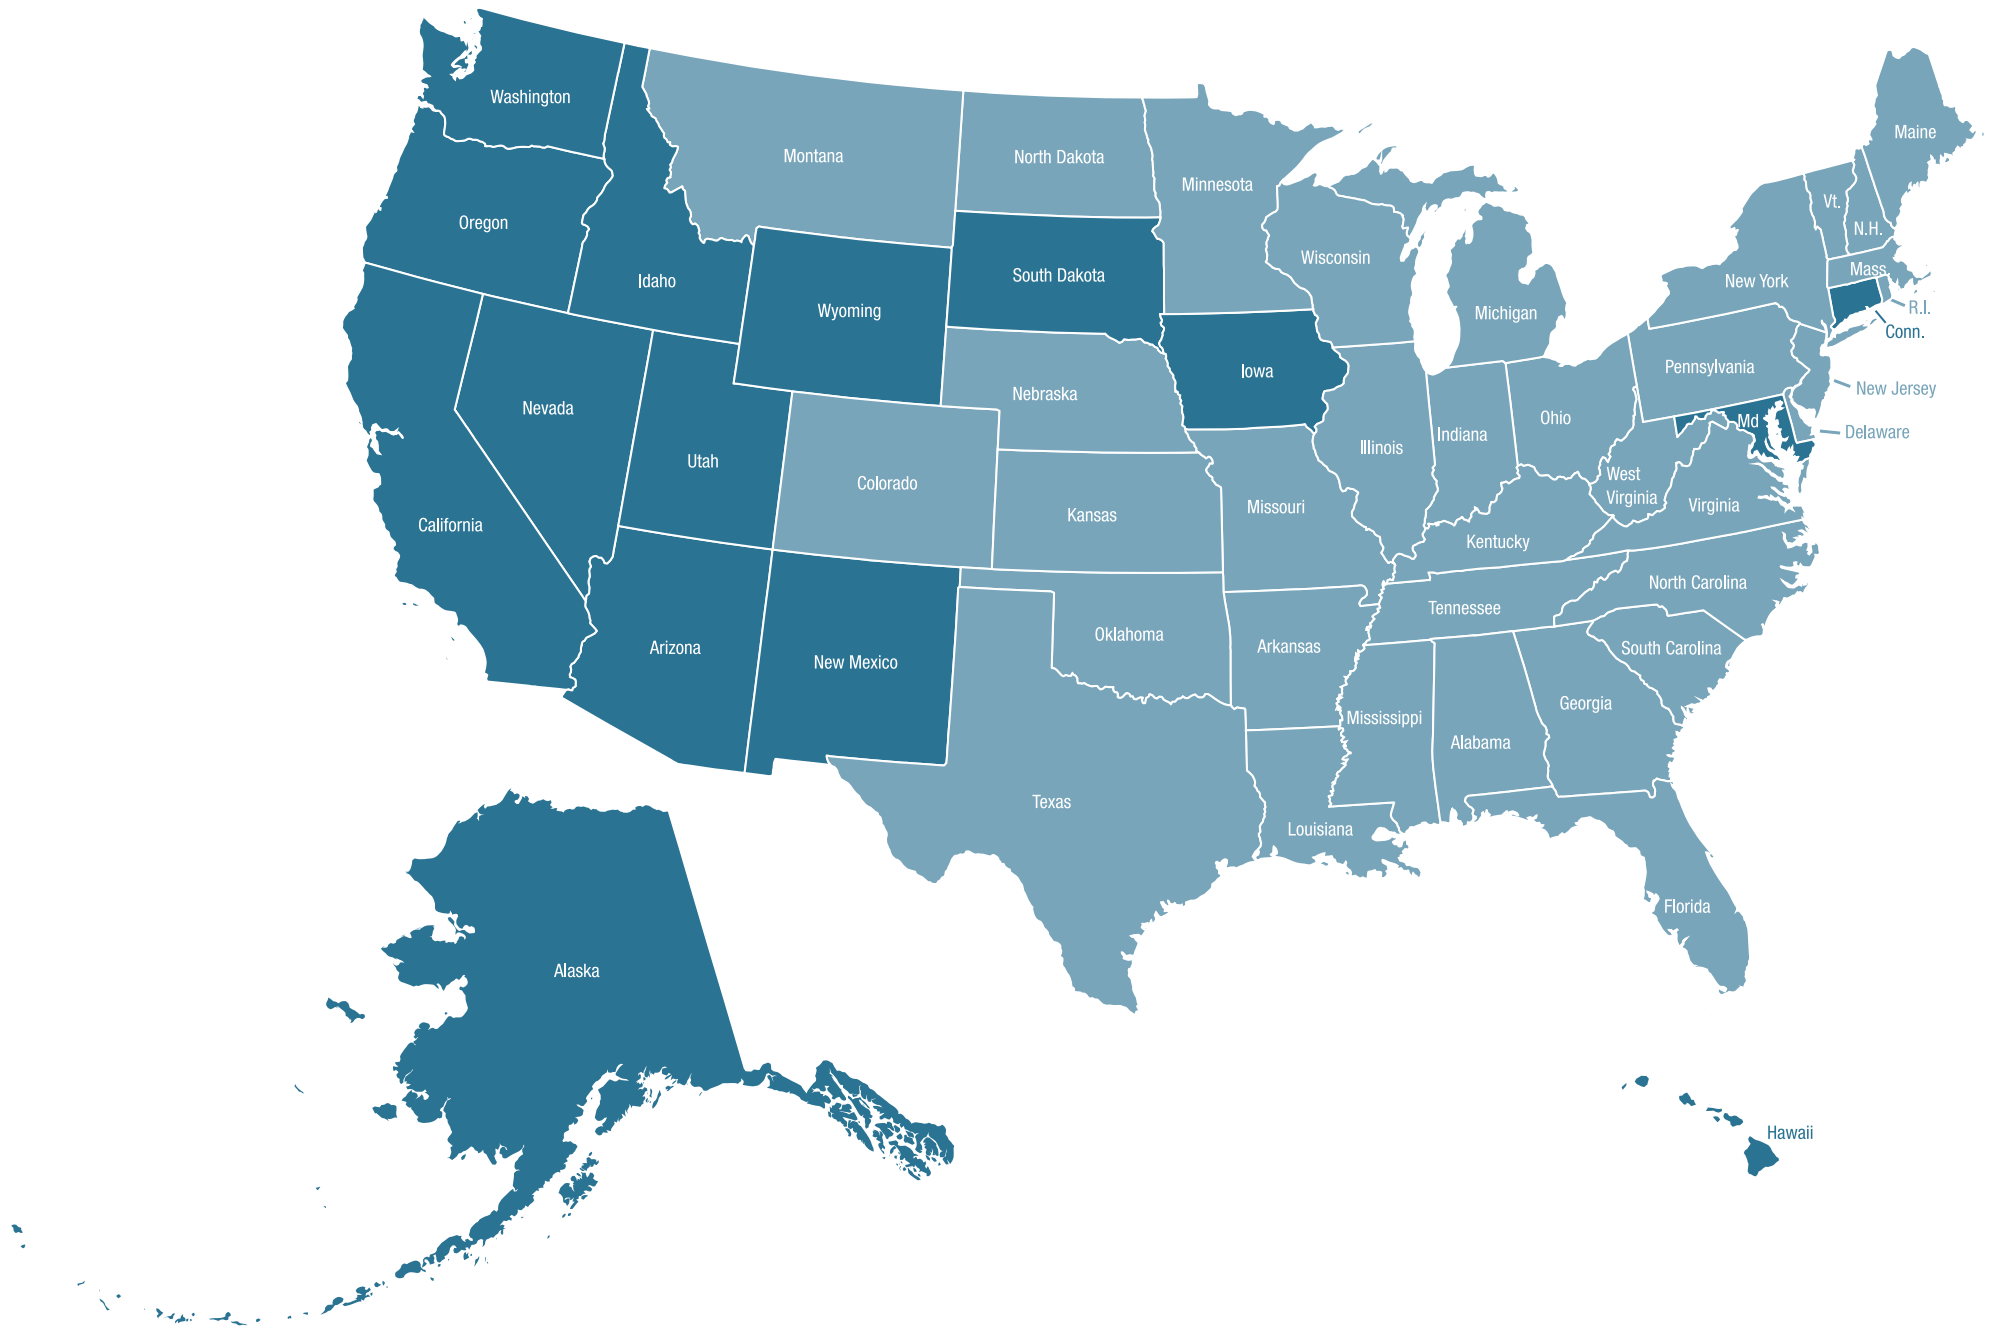 Washington
Montana
North Dakota
Minnesota
Maine
Oregon
Idaho
Wyoming
South Dakota
Wisconsin
Michigan
New York
Vt.
N.H.
Mass.
R.I.
Conn.
Nevada
Utah
Colorado
Nebraska
Iowa
Illinois
Indiana
Ohio
Pennsylvania
New Jersey
Md
Delaware
California
Kansas
Missouri
Kentucky
West
Virginia
Virginia
Arizona
New Mexico
Oklahoma
Arkansas
Tennessee
North Carolina
South Carolina
Texas
Louisiana
Mississippi
Alabama
Georgia
Florida
Alaska
Hawaii